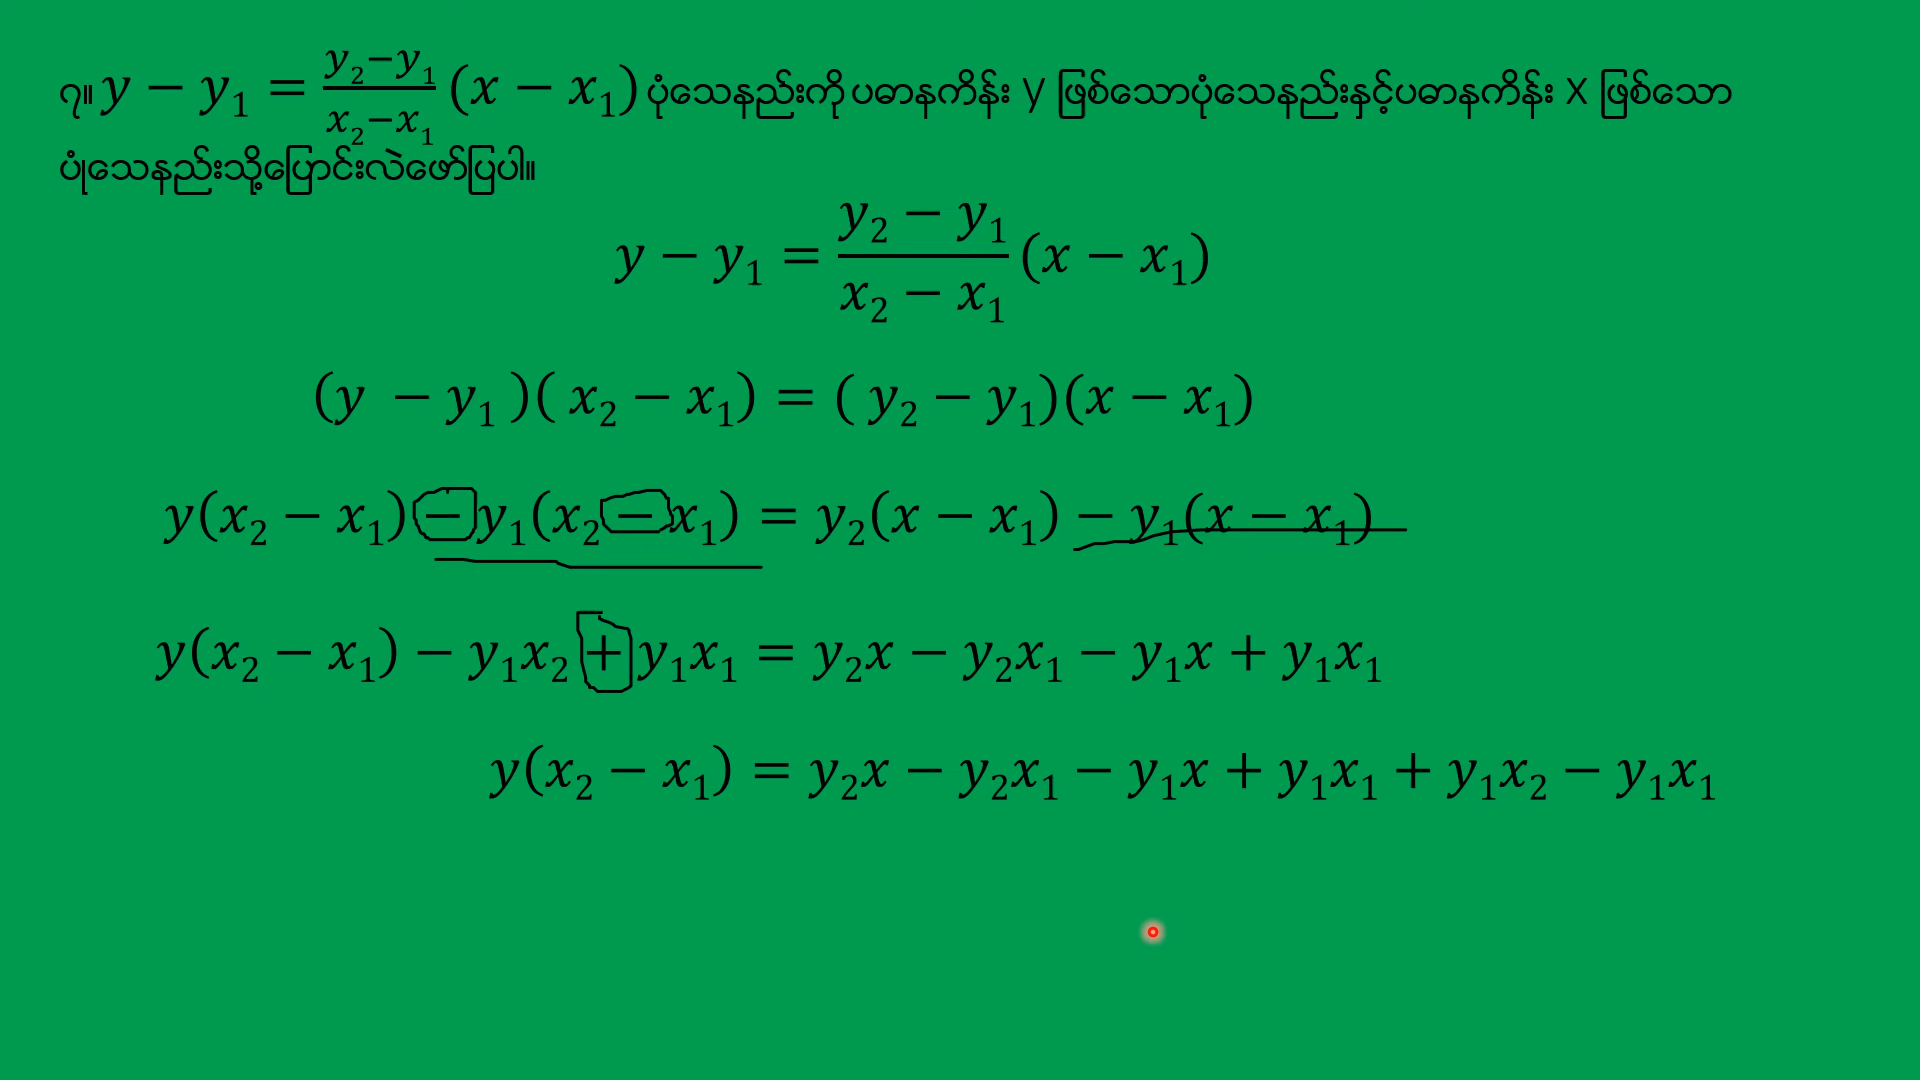 ၇။ y − y₁ = (y₂−y₁)/(x₂−x₁) (x − x₁) ပုံသေနည်းကို ပဓာနကိန်း y ဖြစ်သောပုံသေနည်းနှင့်ပဓာနကိန်း x ဖြစ်သော
ပုံသေနည်းသို့ပြောင်းလဲဖော်ပြပါ။
y − y₁ = (y₂ − y₁)/(x₂ − x₁) (x − x₁)
(y − y₁ )( x₂ − x₁) = ( y₂ − y₁)(x − x₁)
y(x₂ − x₁) − y₁(x₂ − x₁) = y₂(x − x₁) − y₁(x − x₁)
y(x₂ − x₁) − y₁x₂ + y₁x₁ = y₂x − y₂x₁ − y₁x + y₁x₁
y(x₂ − x₁) = y₂x − y₂x₁ − y₁x + y₁x₁ + y₁x₂ − y₁x₁